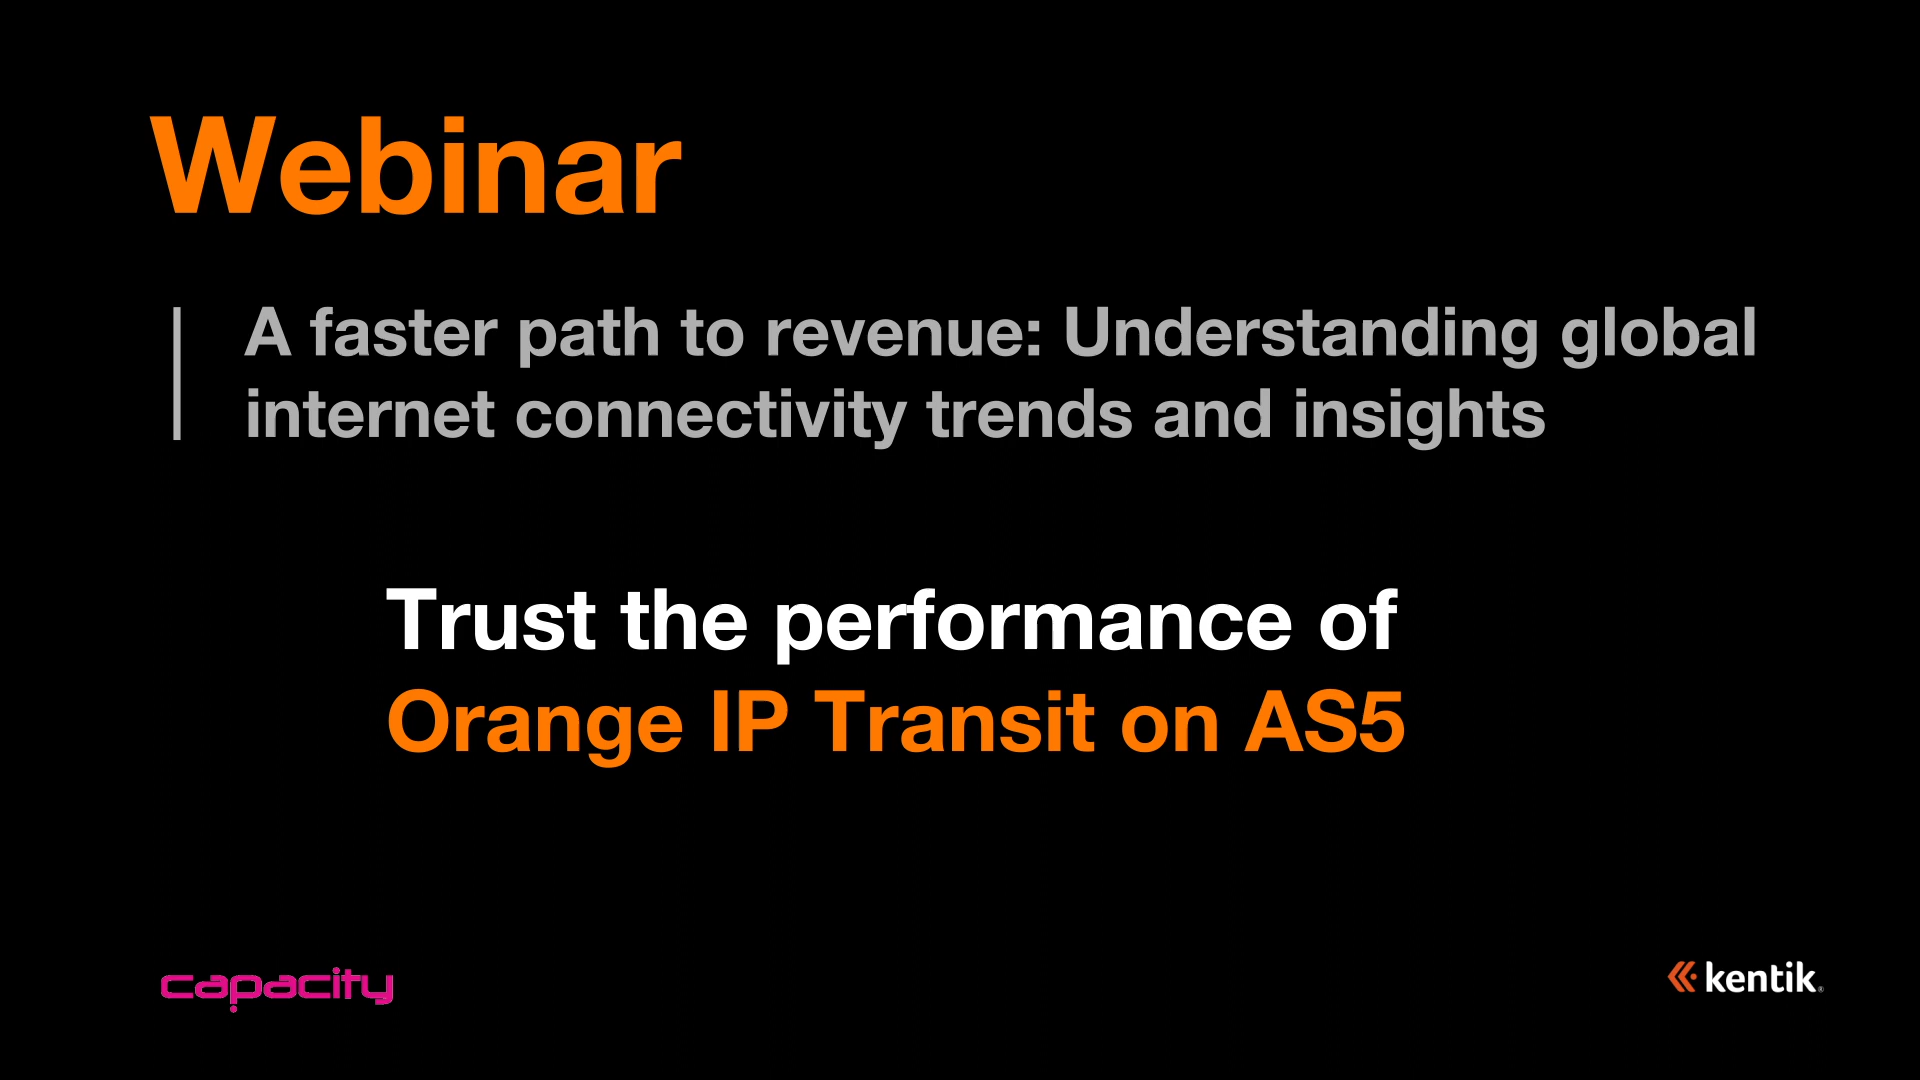 Webinar
A faster path to revenue: Understanding global
internet connectivity trends and insights
Trust the performance of
Orange IP Transit on AS5
capacity
kentik®